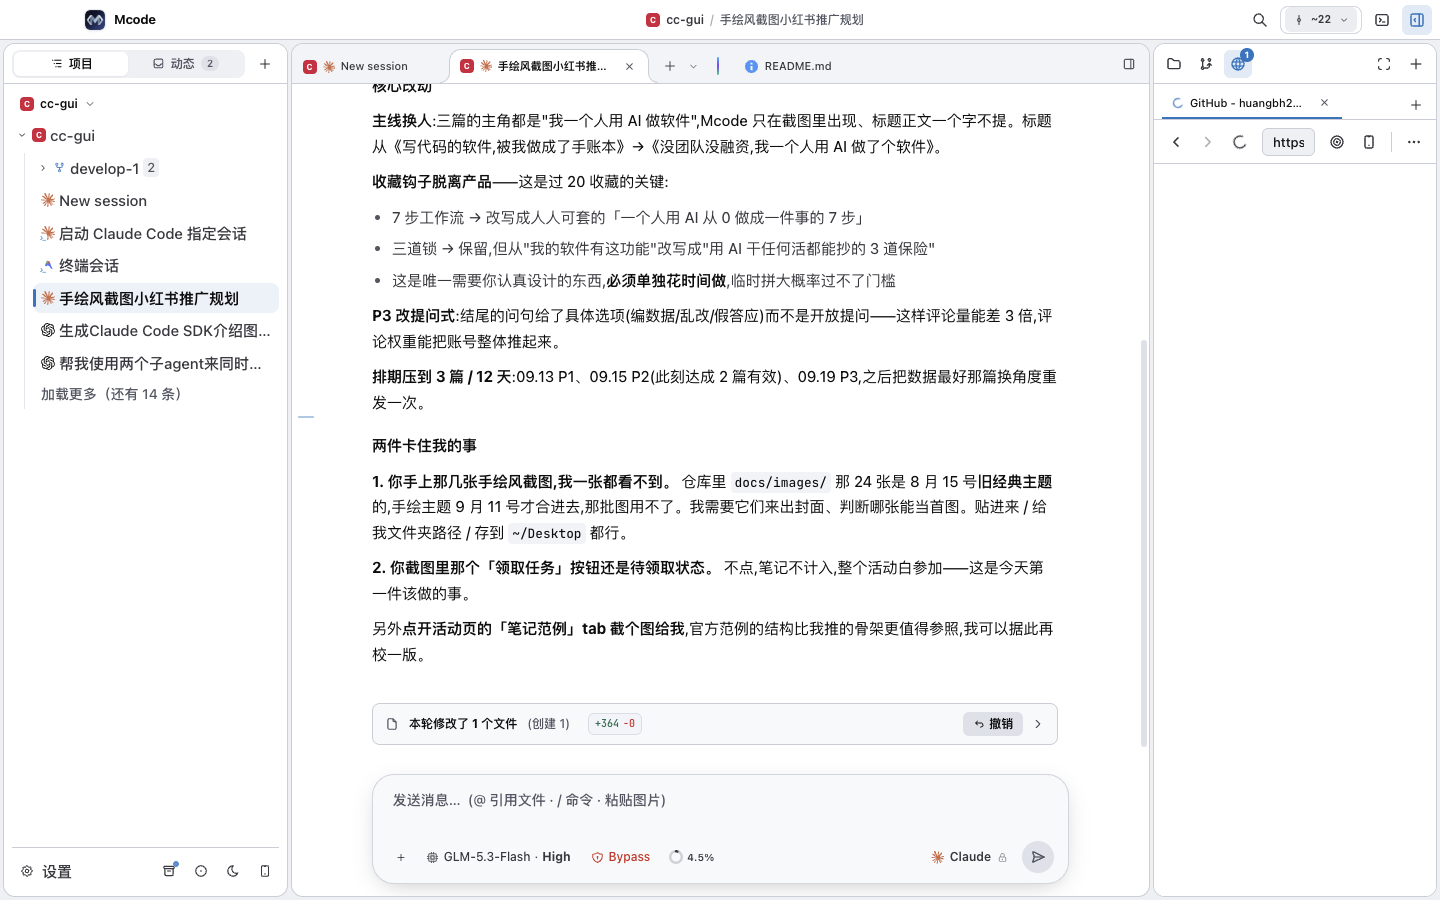 Mcode
C cc-gui / 手绘风截图小红书推广规划
~22
项目
动态 2
C cc-gui
C cc-gui
develop-1 2
New session
启动 Claude Code 指定会话
终端会话
手绘风截图小红书推广规划
生成Claude Code SDK介绍图...
帮我使用两个子agent来同时...
加载更多（还有 14 条）
设置
C New session
C 手绘风截图小红书推...
README.md
核心改动
主线换人:三篇的主角都是"我一个人用 AI 做软件",Mcode 只在截图里出现、标题正文一个字不提。标题
从《写代码的软件,被我做成了手账本》→《没团队没融资,我一个人用 AI 做了个软件》。
收藏钩子脱离产品——这是过 20 收藏的关键:
• 7 步工作流 → 改写成人人可套的「一个人用 AI 从 0 做成一件事的 7 步」
• 三道锁 → 保留,但从"我的软件有这功能"改写成"用 AI 干任何活都能抄的 3 道保险"
• 这是唯一需要你认真设计的东西,必须单独花时间做,临时拼大概率过不了门槛
P3 改提问式:结尾的问句给了具体选项(编数据/乱改/假答应)而不是开放提问——这样评论量能差 3 倍,评
论权重能把账号整体推起来。
排期压到 3 篇 / 12 天:09.13 P1、09.15 P2(此刻达成 2 篇有效)、09.19 P3,之后把数据最好那篇换角度重
发一次。
两件卡住我的事
1. 你手上那几张手绘风截图,我一张都看不到。 仓库里 docs/images/ 那 24 张是 8 月 15 号旧经典主题
的,手绘主题 9 月 11 号才合进去,那批图用不了。我需要它们来出封面、判断哪张能当首图。贴进来 / 给
我文件夹路径 / 存到 ~/Desktop 都行。
2. 你截图里那个「领取任务」按钮还是待领取状态。 不点,笔记不计入,整个活动白参加——这是今天第
一件该做的事。
另外点开活动页的「笔记范例」tab 截个图给我,官方范例的结构比我推的骨架更值得参照,我可以据此再
校一版。
本轮修改了 1 个文件 (创建 1) +364 -0
撤销
发送消息... (@ 引用文件 · / 命令 · 粘贴图片)
GLM-5.3-Flash · High
Bypass
4.5%
Claude
1
GitHub - huangbh2...
https